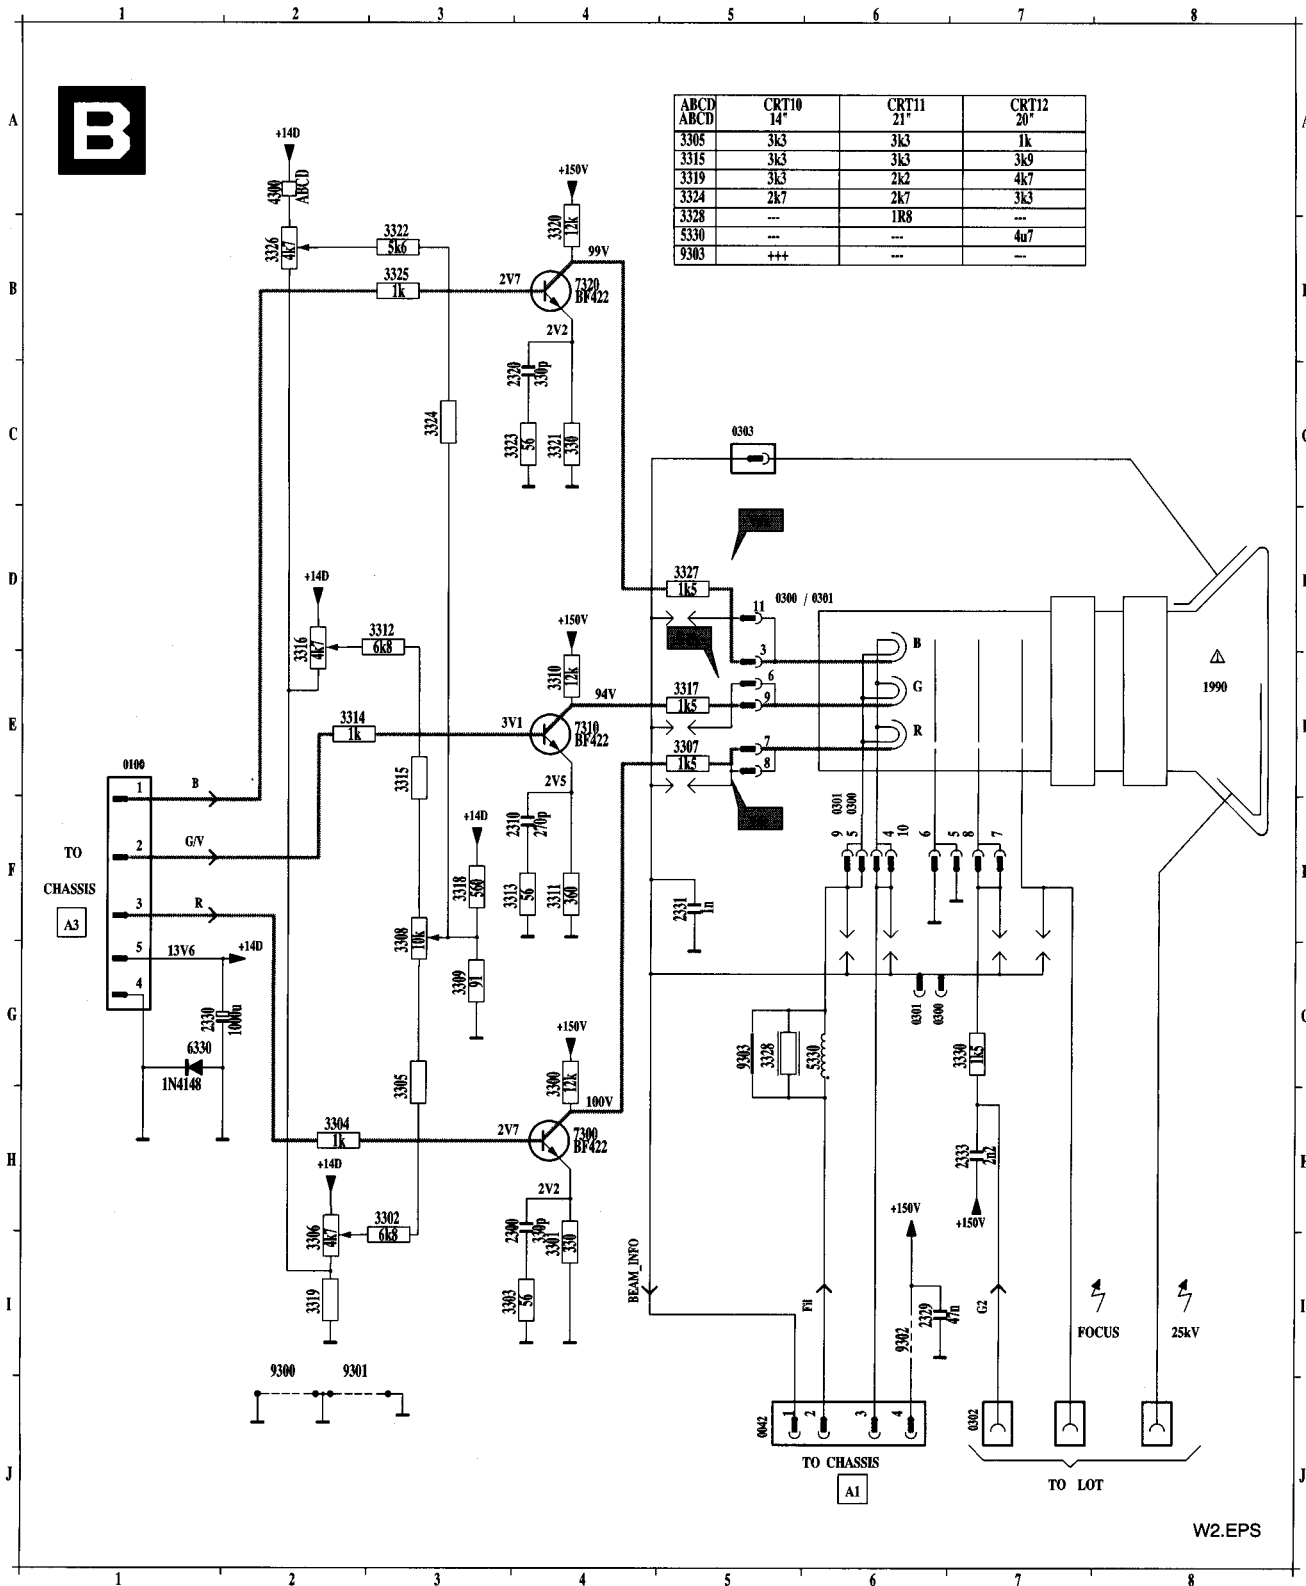 1 2 3 4 5 6 7 8
A
B
ABCD CRT10 CRT11 CRT12
ABCD 14" 21" 20"
3305 3k3 3k3 1k
3315 3k3 3k3 3k9
3319 3k3 2k2 4k7
3324 2k7 2k7 3k3
3328 --- 1R8 ---
5330 --- --- 4u7
9303 +++ --- ---
+14D
4300 ABCD
+150V
3320 12k
3326 4k7
3322
5k6
99V
B
3325
1k
2V7
7320
BF422
2V2
2320 330p
C
3324
3323 56
3321 330
0303
D
+14D
3327
1k5
11
0300 / 0301
+150V
3316 4k7
3312
6k8
3310 12k
3
B
1990
94V
3317
1k5
6
9
G
E
3314
1k
3V1
7310
BF422
3307
1k5
7
8
R
0100
1
B
3315
2V5
2310 270p
+14D
9 0301
5 0300
4 10 6 5 8 7
F
TO
CHASSIS
A3
2
G/V
3318 560
3313 56
3311 360
2331 1n
3
R
3308 10k
5
13V6
+14D
3309 91
4
G
2330 1000u
0301 0300
+150V
9303 3328 5330
3330 1k5
6330
1N4148
3305
3300 12k
100V
3304
1k
2V7
7300
BF422
H
2333 2n2
+14D
2V2
+150V
+150V
3306 4k7
3302
6k8
2300 330p
3301 330
BEAM_INFO
I
3319
3303 56
Fil
9302
2329 47n
G2
FOCUS
25kV
9300 9301
0042
1 2 3 4
0302
J
TO CHASSIS
A1
TO LOT
J
W2.EPS
1 2 3 4 5 6 7 8